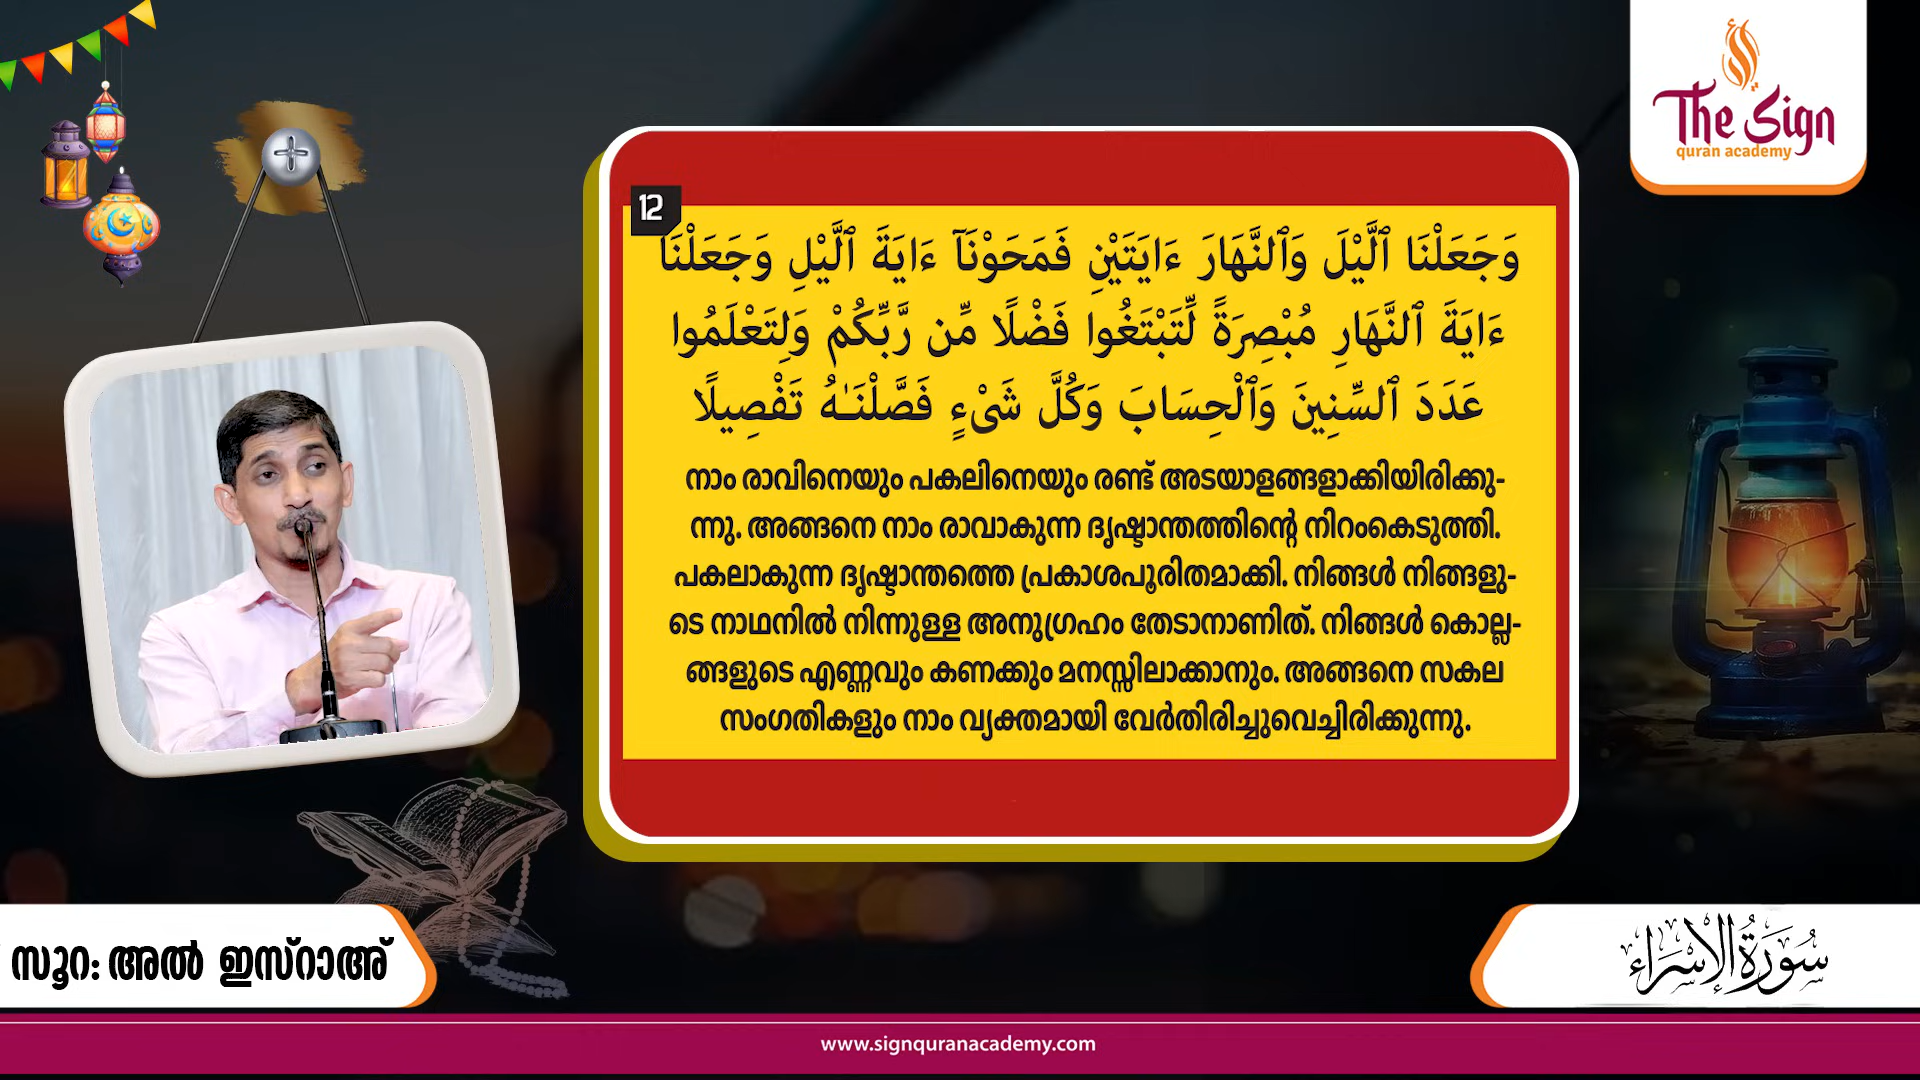 The Sign
quran academy
12
وَجَعَلْنَا ٱلَّيْلَ وَٱلنَّهَارَ ءَايَتَيْنِ فَمَحَوْنَآ ءَايَةَ ٱلَّيْلِ وَجَعَلْنَا
ءَايَةَ ٱلنَّهَارِ مُبْصِرَةً لِّتَبْتَغُوا فَضْلًا مِّن رَّبِّكُمْ وَلِتَعْلَمُوا
عَدَدَ ٱلسِّنِينَ وَٱلْحِسَابَ وَكُلَّ شَىْءٍ فَصَّلْنَـٰهُ تَفْصِيلًا
നാം രാവിനെയും പകലിനെയും രണ്ട് അടയാളങ്ങളാക്കിയിരിക്കു-
ന്നു. അങ്ങനെ നാം രാവാകുന്ന ദൃഷ്ടാന്തത്തിന്റെ നിറംകെടുത്തി.
പകലാകുന്ന ദൃഷ്ടാന്തത്തെ പ്രകാശപൂരിതമാക്കി. നിങ്ങൾ നിങ്ങളു-
ടെ നാഥനിൽ നിന്നുള്ള അനുഗ്രഹം തേടാനാണിത്. നിങ്ങൾ കൊല്ല-
ങ്ങളുടെ എണ്ണവും കണക്കും മനസ്സിലാക്കാനും. അങ്ങനെ സകല
സംഗതികളും നാം വ്യക്തമായി വേർതിരിച്ചുവെച്ചിരിക്കുന്നു.
സൂറ: അൽ ഇസ്റാഅ്
سُورَةُ الإِسْرَاء
www.signquranacademy.com